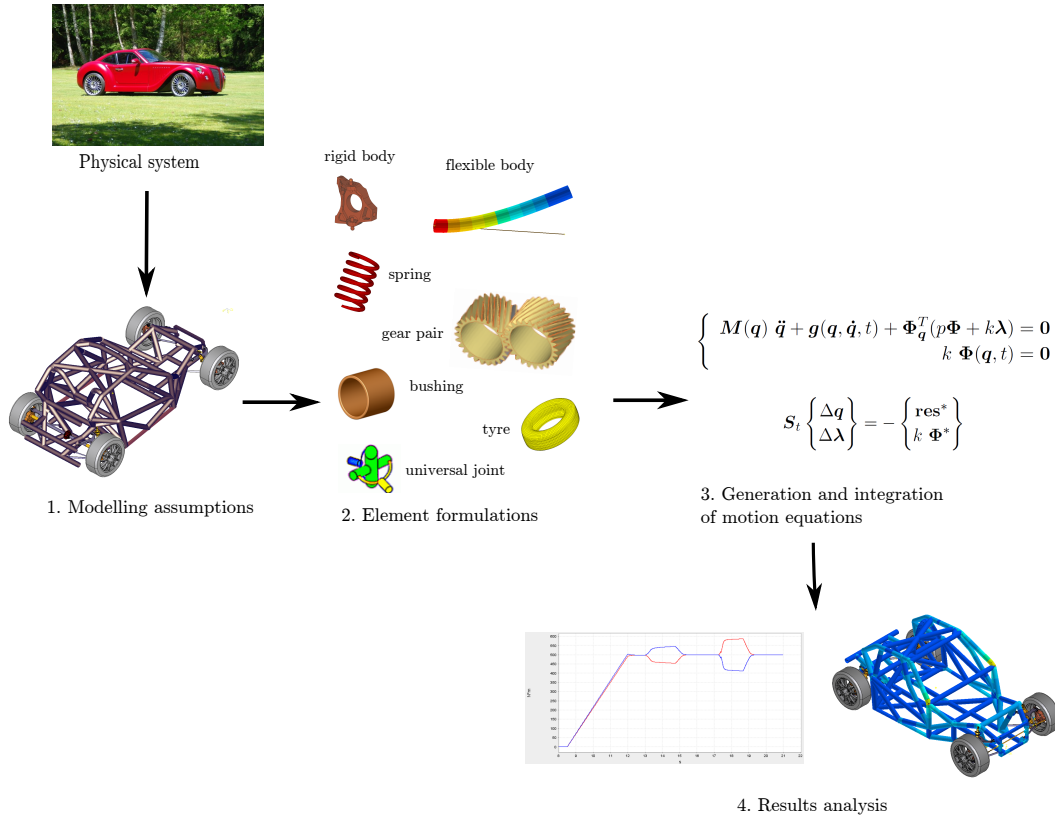 Physical system
rigid body
flexible body
spring
gear pair
bushing
tyre
universal joint
1. Modelling assumptions
2. Element formulations
M(q) q̈ + g(q, q̇, t) + Φ_q^T(pΦ + kλ) = 0
k Φ(q, t) = 0
S_t {Δq Δλ} = − {res* k Φ*}
3. Generation and integration
of motion equations
4. Results analysis